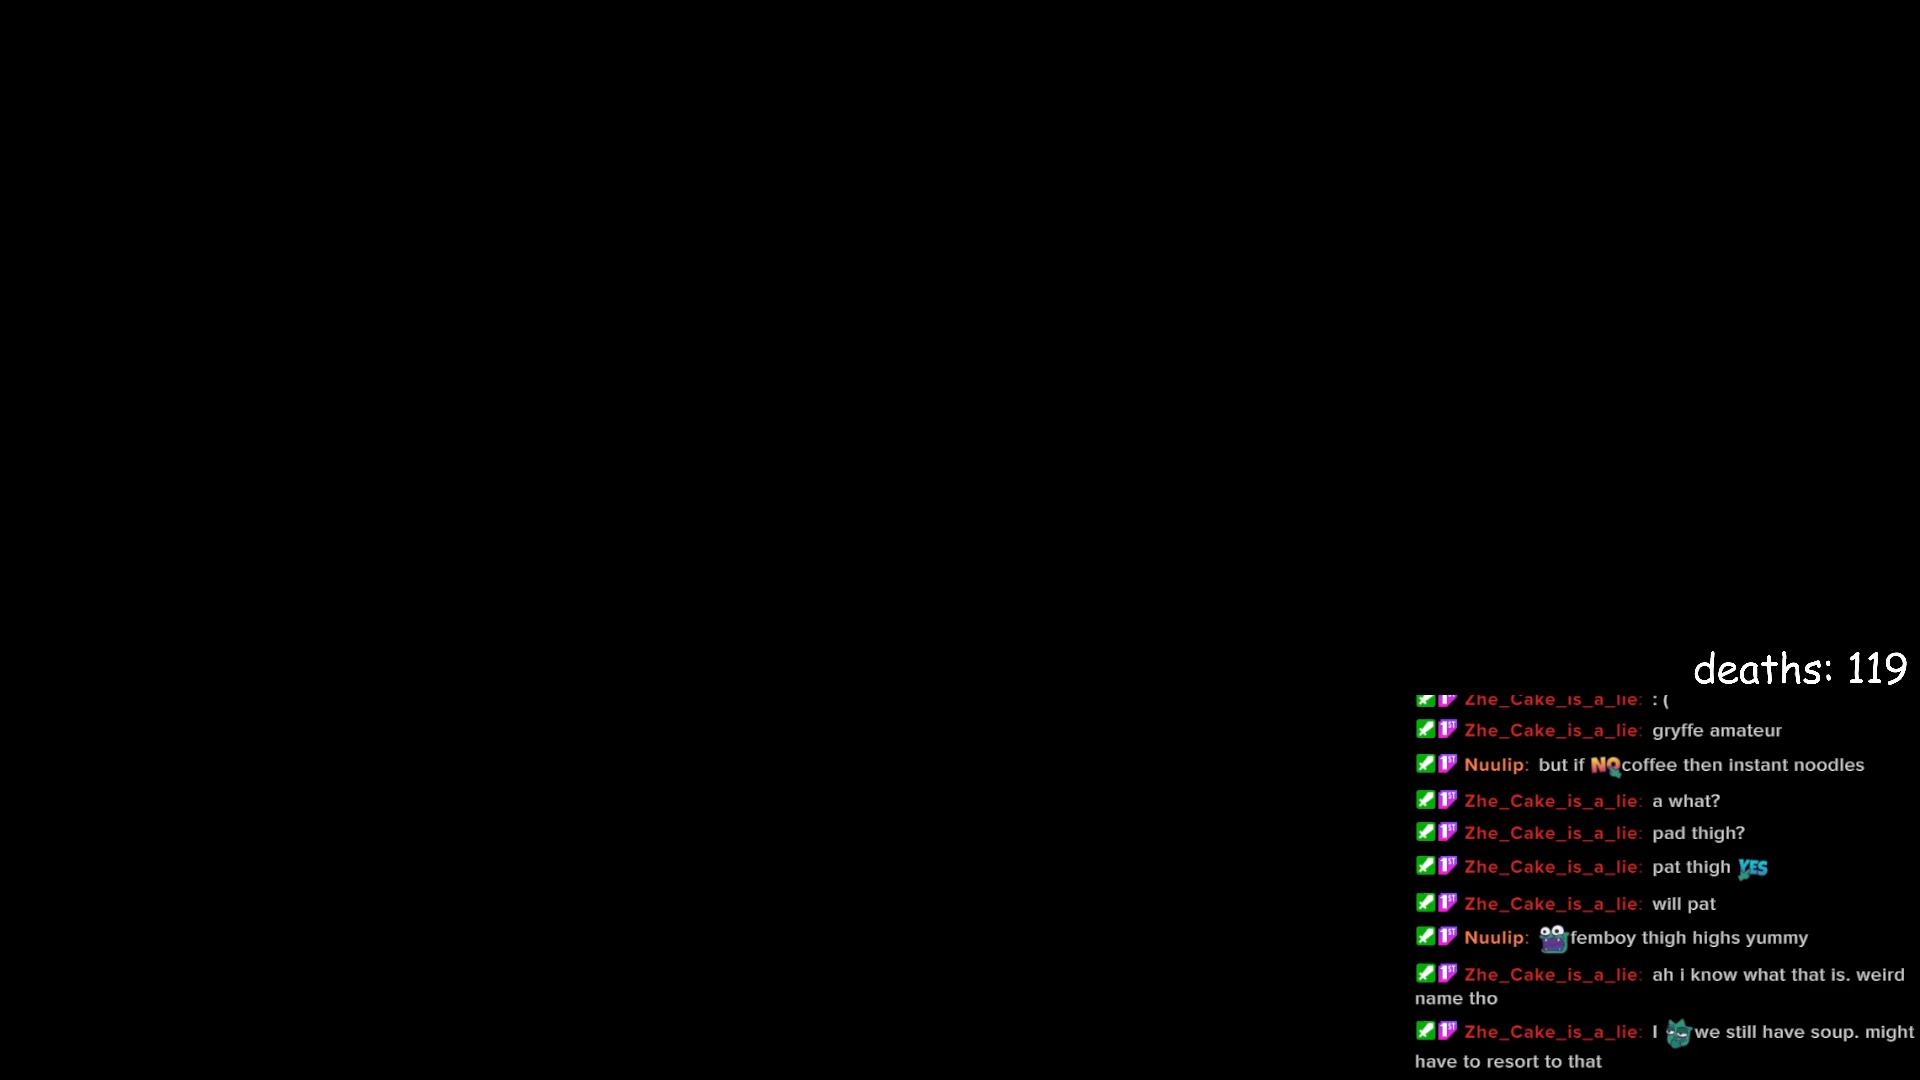 deaths: 119
Zhe_Cake_is_a_lie: : (
Zhe_Cake_is_a_lie: gryffe amateur
Nuulip: but if NO coffee then instant noodles
Zhe_Cake_is_a_lie: a what?
Zhe_Cake_is_a_lie: pad thigh?
Zhe_Cake_is_a_lie: pat thigh YES
Zhe_Cake_is_a_lie: will pat
Nuulip: femboy thigh highs yummy
Zhe_Cake_is_a_lie: ah i know what that is. weird
name tho
Zhe_Cake_is_a_lie: I we still have soup. might
have to resort to that